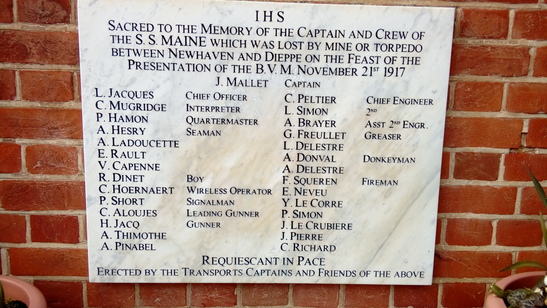 IHS
SACRED TO THE MEMORY OF THE CAPTAIN AND CREW OF
THE S. S. MAINE WHICH WAS LOST BY MINE OR TORPEDO
BETWEEN NEWHAVEN AND DIEPPE ON THE FEAST OF THE
PRESENTATION OF THE B.V.M. NOVEMBER 21ST 1917
J. MALLET CAPTAIN
L. JACQUES CHIEF OFFICER C. PELTIER CHIEF ENGINEER
C. MUGRIDGE INTERPRETER L. SIMON 2ND
P. HAMON QUARTERMASTER A. BRAYER ASST 2ND ENGR.
A. HESRY SEAMAN G. FREULLET GREASER
A. LADOUCETTE L. DELESTRE
E. RAULT A. DONVAL DONKEYMAN
V. CAPENNE A. DELESTRE
R. DINET BOY F. SQUEREN FIREMAN
C. HOERNAERT WIRELESS OPERATOR E. NEVEU
P. SHORT SIGNALMAN Y. LE CORRE
C. ALOUJES LEADING GUNNER P. SIMON
H. JACQ GUNNER J. LE CRUBIERE
A. THIMOTHE J. PIERRE
A. PINABEL C. RICHARD
REQUIESCANT IN PACE
ERECTED BY THE TRANSPORTS CAPTAINS AND FRIENDS OF THE ABOVE